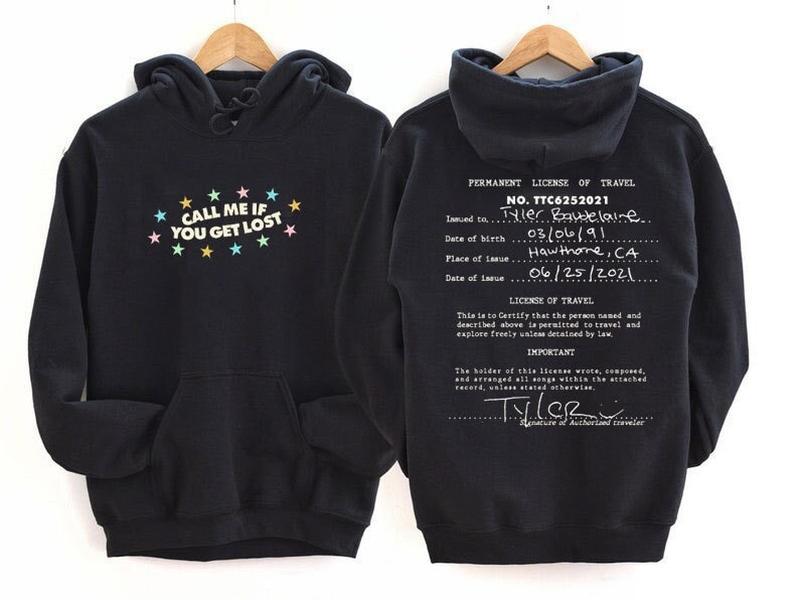 CALL ME IF
YOU GET LOST
PERMANENT LICENSE OF TRAVEL
NO. TTC6252021
Issued to Tyler Baudelaire
Date of birth 03/06/91
Place of issue Hawthorne, CA
Date of issue 06/25/2021
LICENSE OF TRAVEL
This is to Certify that the person named and
described above is permitted to travel and
explore freely unless detained by law.
IMPORTANT
The holder of this license wrote, composed,
and arranged all songs within the attached
record, unless stated otherwise.
TYLER
Signature of Authorized traveler